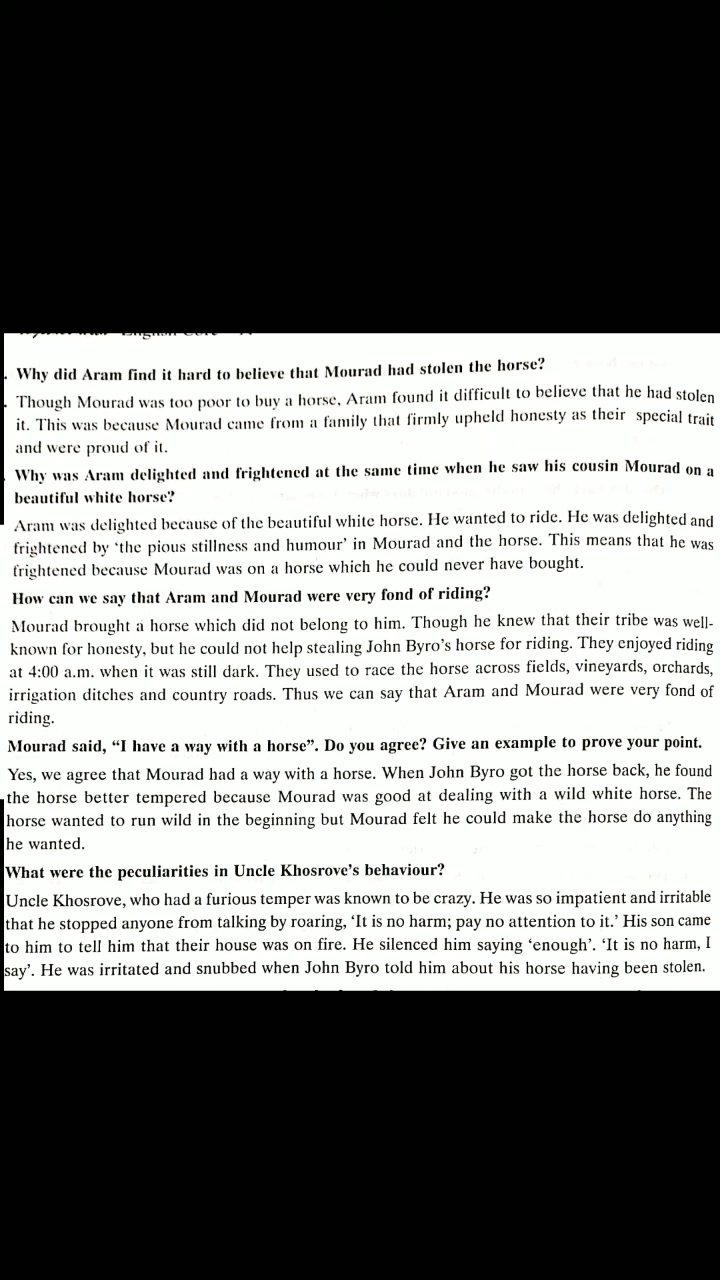 Why did Aram find it hard to believe that Mourad had stolen the horse?
Though Mourad was too poor to buy a horse, Aram found it difficult to believe that he had stolen
it. This was because Mourad came from a family that firmly upheld honesty as their special trait
and were proud of it.
Why was Aram delighted and frightened at the same time when he saw his cousin Mourad on a
beautiful white horse?
Aram was delighted because of the beautiful white horse. He wanted to ride. He was delighted and
frightened by ‘the pious stillness and humour’ in Mourad and the horse. This means that he was
frightened because Mourad was on a horse which he could never have bought.
How can we say that Aram and Mourad were very fond of riding?
Mourad brought a horse which did not belong to him. Though he knew that their tribe was well-
known for honesty, but he could not help stealing John Byro’s horse for riding. They enjoyed riding
at 4:00 a.m. when it was still dark. They used to race the horse across fields, vineyards, orchards,
irrigation ditches and country roads. Thus we can say that Aram and Mourad were very fond of
riding.
Mourad said, “I have a way with a horse”. Do you agree? Give an example to prove your point.
Yes, we agree that Mourad had a way with a horse. When John Byro got the horse back, he found
the horse better tempered because Mourad was good at dealing with a wild white horse. The
horse wanted to run wild in the beginning but Mourad felt he could make the horse do anything
he wanted.
What were the peculiarities in Uncle Khosrove’s behaviour?
Uncle Khosrove, who had a furious temper was known to be crazy. He was so impatient and irritable
that he stopped anyone from talking by roaring, ‘It is no harm; pay no attention to it.’ His son came
to him to tell him that their house was on fire. He silenced him saying ‘enough’. ‘It is no harm, I
say’. He was irritated and snubbed when John Byro told him about his horse having been stolen.